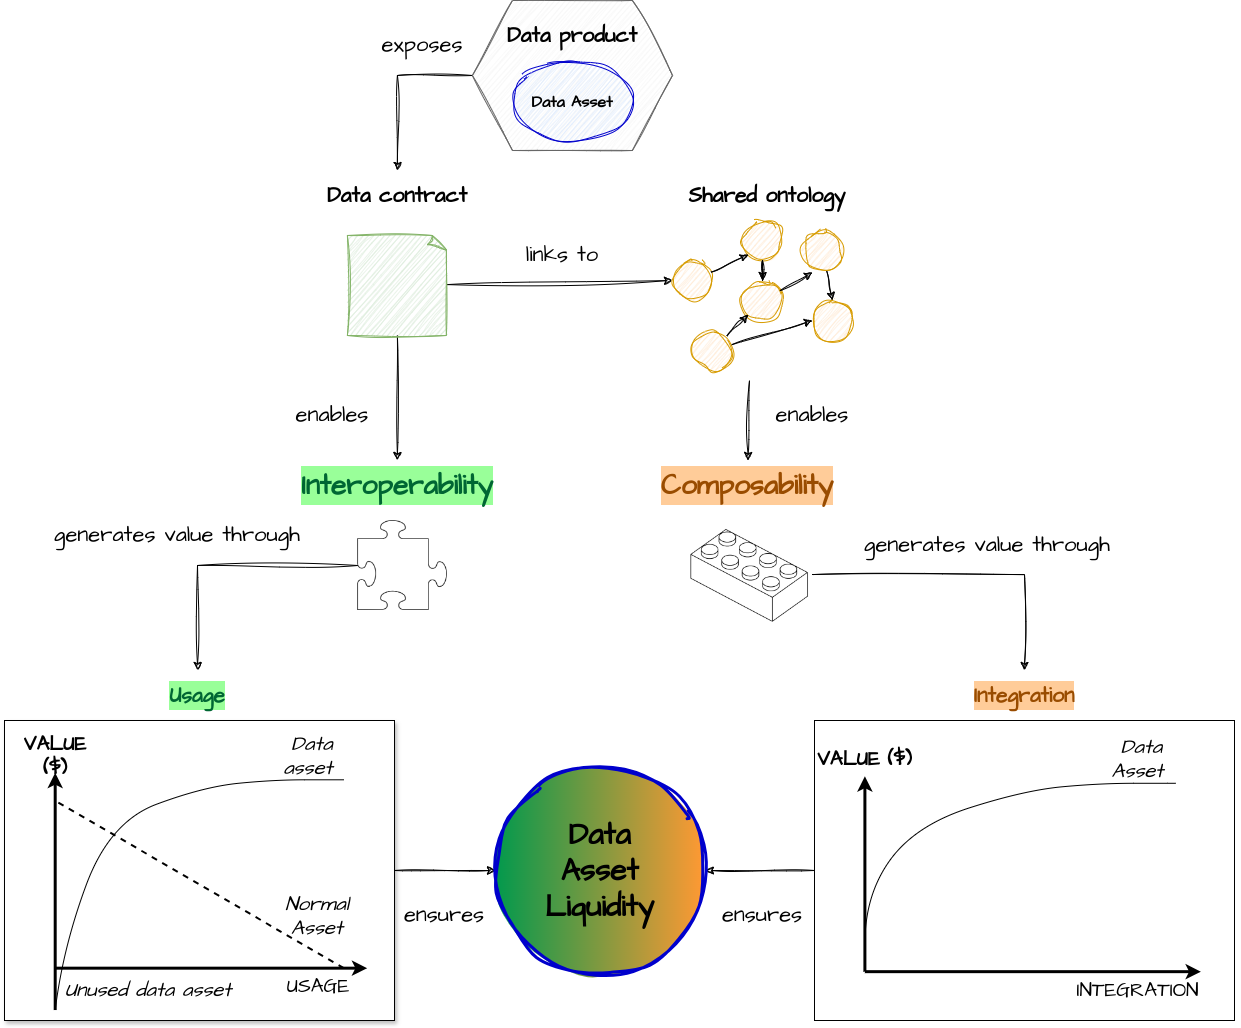 Data product
exposes
Data Asset
Data contract
Shared ontology
links to
enables
enables
Interoperability
Composability
generates value through
generates value through
Usage
Integration
VALUE
($)
Data
asset
Normal
Asset
Unused data asset
USAGE
Data
Asset
Liquidity
ensures
ensures
VALUE ($)
Data
Asset
INTEGRATION